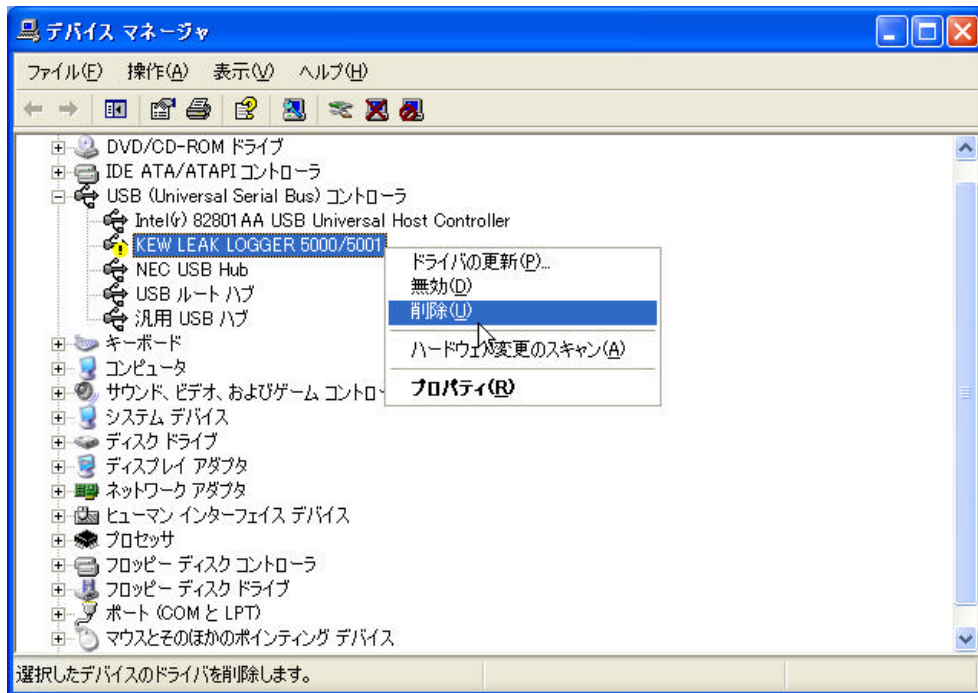 デバイス マネージャ
ファイル(F) 操作(A) 表示(V) ヘルプ(H)
DVD/CD-ROM ドライブ
IDE ATA/ATAPI コントローラ
USB (Universal Serial Bus) コントローラ
Intel(r) 82801AA USB Universal Host Controller
KEW LEAK LOGGER 5000/5001
NEC USB Hub
USB ルート ハブ
汎用 USB ハブ
キーボード
コンピュータ
サウンド、ビデオ、およびゲーム コントロ
システム デバイス
ディスク ドライブ
ディスプレイ アダプタ
ネットワーク アダプタ
ヒューマン インターフェイス デバイス
プロセッサ
フロッピー ディスク コントローラ
フロッピー ディスク ドライブ
ポート (COM と LPT)
マウスとそのほかのポインティング デバイス
ドライバの更新(P)...
無効(D)
削除(U)
ハードウェア変更のスキャン(A)
プロパティ(R)
選択したデバイスのドライバを削除します。